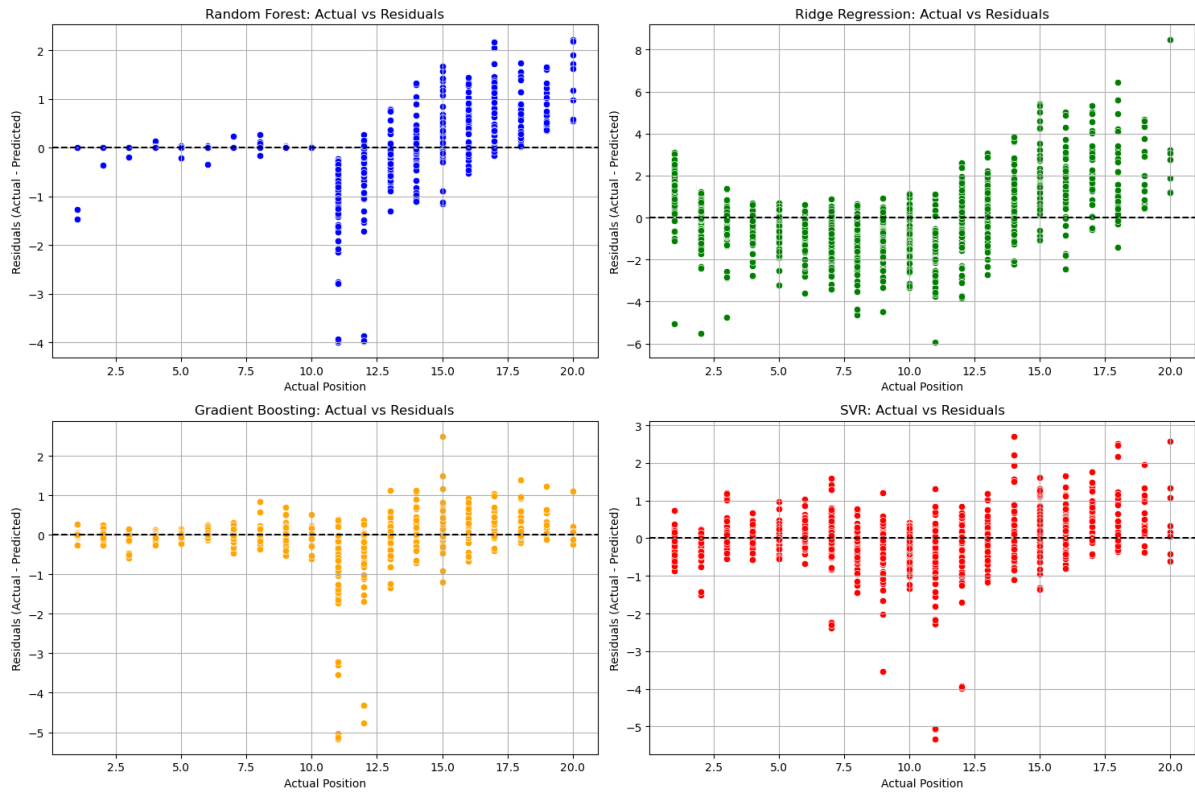 Random Forest: Actual vs Residuals
Residuals (Actual - Predicted)
2
1
0
−1
−2
−3
−4
2.5 5.0 7.5 10.0 12.5 15.0 17.5 20.0
Actual Position
Ridge Regression: Actual vs Residuals
Residuals (Actual - Predicted)
8
6
4
2
0
−2
−4
−6
2.5 5.0 7.5 10.0 12.5 15.0 17.5 20.0
Actual Position
Gradient Boosting: Actual vs Residuals
Residuals (Actual - Predicted)
2
1
0
−1
−2
−3
−4
−5
2.5 5.0 7.5 10.0 12.5 15.0 17.5 20.0
Actual Position
SVR: Actual vs Residuals
Residuals (Actual - Predicted)
3
2
1
0
−1
−2
−3
−4
−5
2.5 5.0 7.5 10.0 12.5 15.0 17.5 20.0
Actual Position